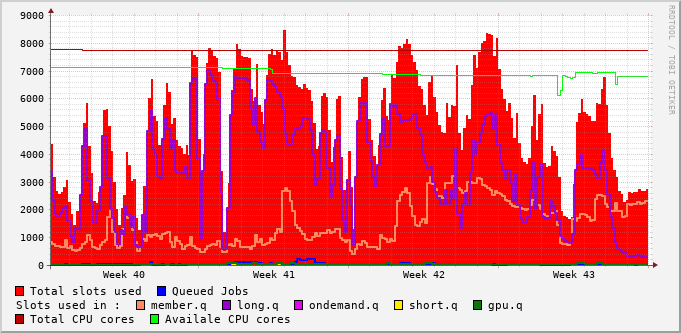 9000
8000
7000
6000
5000
4000
3000
2000
1000
0
Week 40 Week 41 Week 42 Week 43
Total slots used Queued Jobs
Slots used in : member.q long.q ondemand.q short.q gpu.q
Total CPU cores Availale CPU cores
RRDTOOL / TOBI OETIKER